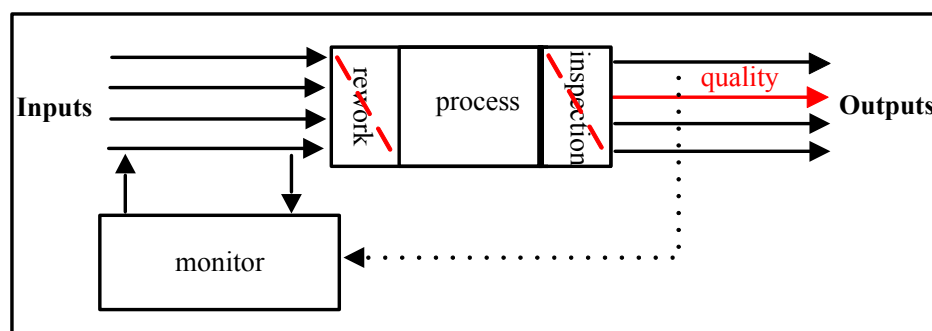 Inputs
rework
process
inspection
quality
Outputs
monitor